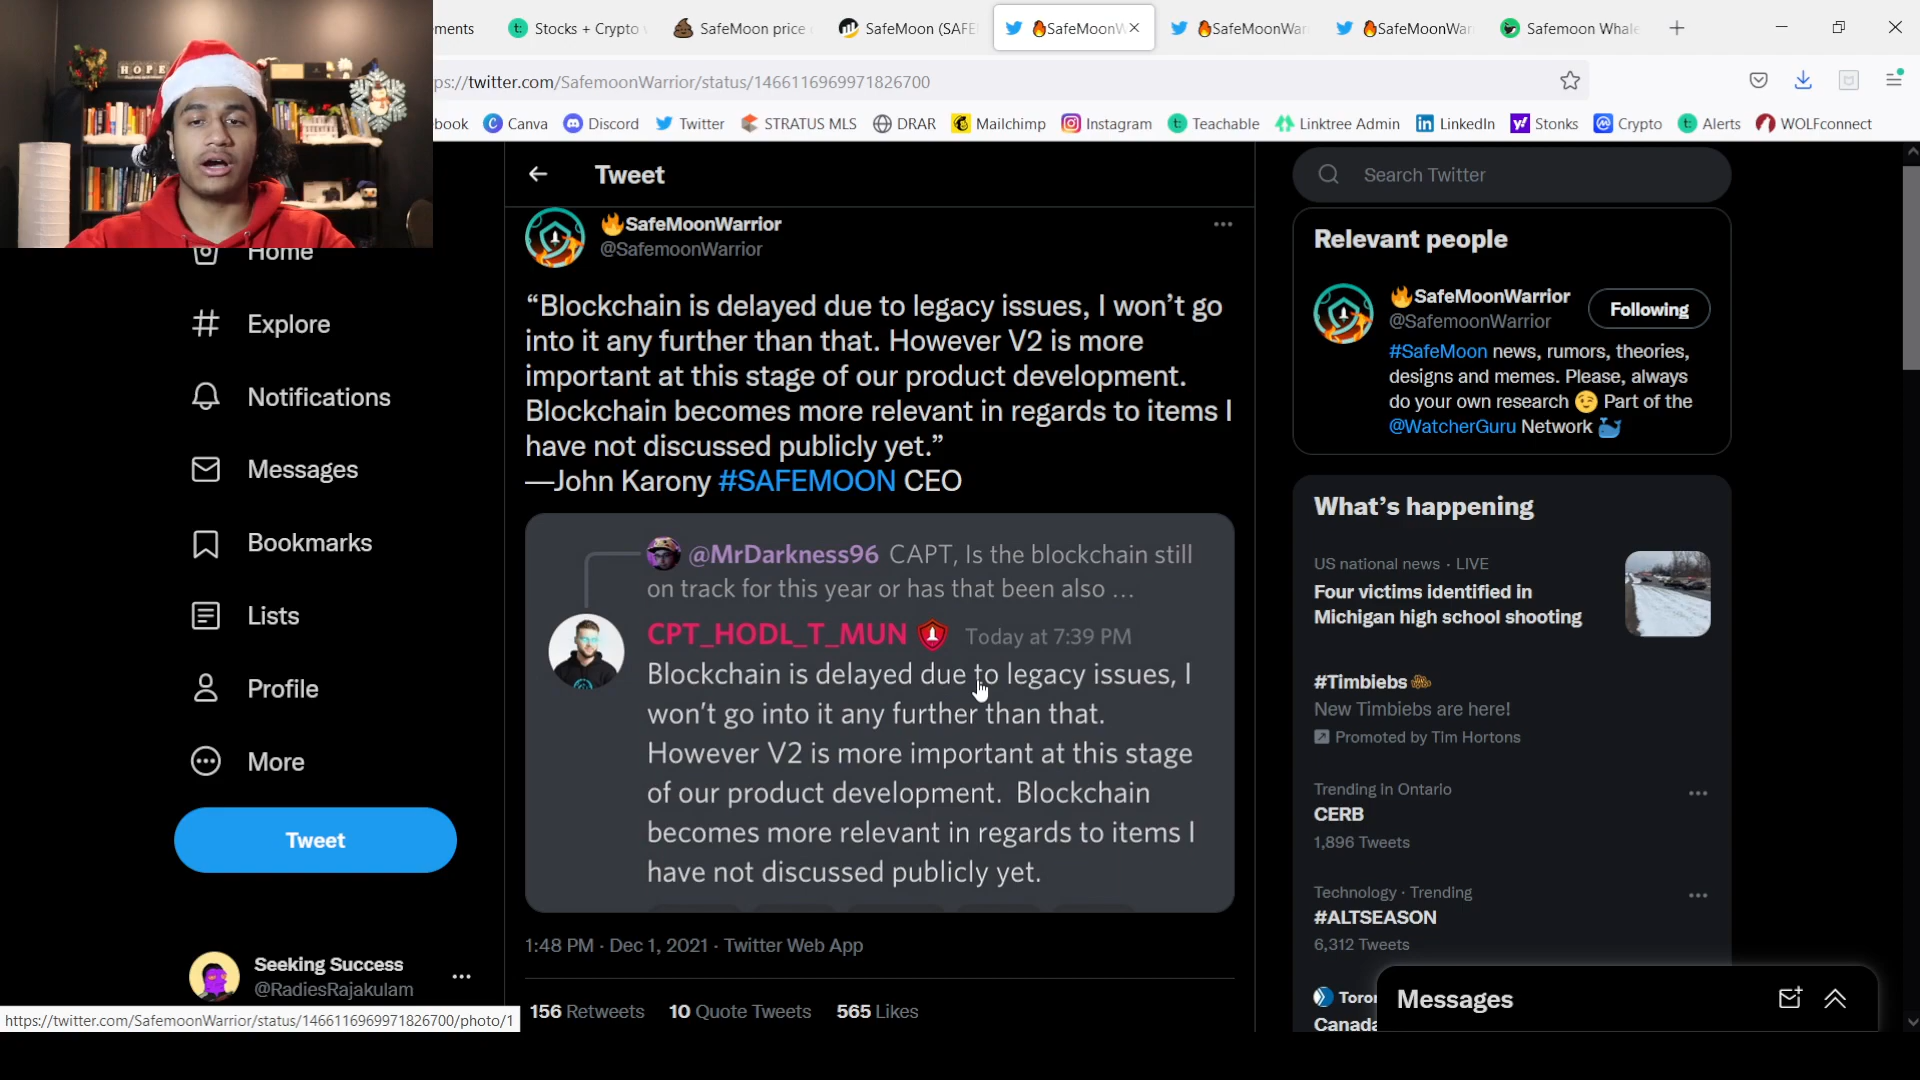 ments
Stocks + Crypto
SafeMoon price
SafeMoon (SAFE
🔥SafeMoonW
🔥SafeMoonWar
🔥SafeMoonWar
Safemoon Whale
ps://twitter.com/SafemoonWarrior/status/1466116969971826700
book
Canva
Discord
Twitter
STRATUS MLS
DRAR
Mailchimp
Instagram
Teachable
Linktree Admin
LinkedIn
Stonks
Crypto
Alerts
WOLFconnect
HOPE
Home
Explore
Notifications
Messages
Bookmarks
Lists
Profile
More
Tweet
Seeking Success
@RadiesRajakulam
https://twitter.com/SafemoonWarrior/status/1466116969971826700/photo/1
Tweet
🔥SafeMoonWarrior
@SafemoonWarrior
“Blockchain is delayed due to legacy issues, I won’t go
into it any further than that. However V2 is more
important at this stage of our product development.
Blockchain becomes more relevant in regards to items I
have not discussed publicly yet.”
—John Karony #SAFEMOON CEO
@MrDarkness96 CAPT, Is the blockchain still
on track for this year or has that been also ...
CPT_HODL_T_MUN Today at 7:39 PM
Blockchain is delayed due to legacy issues, I
won’t go into it any further than that.
However V2 is more important at this stage
of our product development. Blockchain
becomes more relevant in regards to items I
have not discussed publicly yet.
1:48 PM · Dec 1, 2021 · Twitter Web App
156 Retweets 10 Quote Tweets 565 Likes
Search Twitter
Relevant people
🔥SafeMoonWarrior
@SafemoonWarrior
Following
#SafeMoon news, rumors, theories,
designs and memes. Please, always
do your own research 😉 Part of the
@WatcherGuru Network 🐳
What’s happening
US national news · LIVE
Four victims identified in
Michigan high school shooting
#Timbiebs
New Timbiebs are here!
Promoted by Tim Hortons
Trending in Ontario
CERB
1,896 Tweets
Technology · Trending
#ALTSEASON
6,312 Tweets
Toro
Canada
Messages